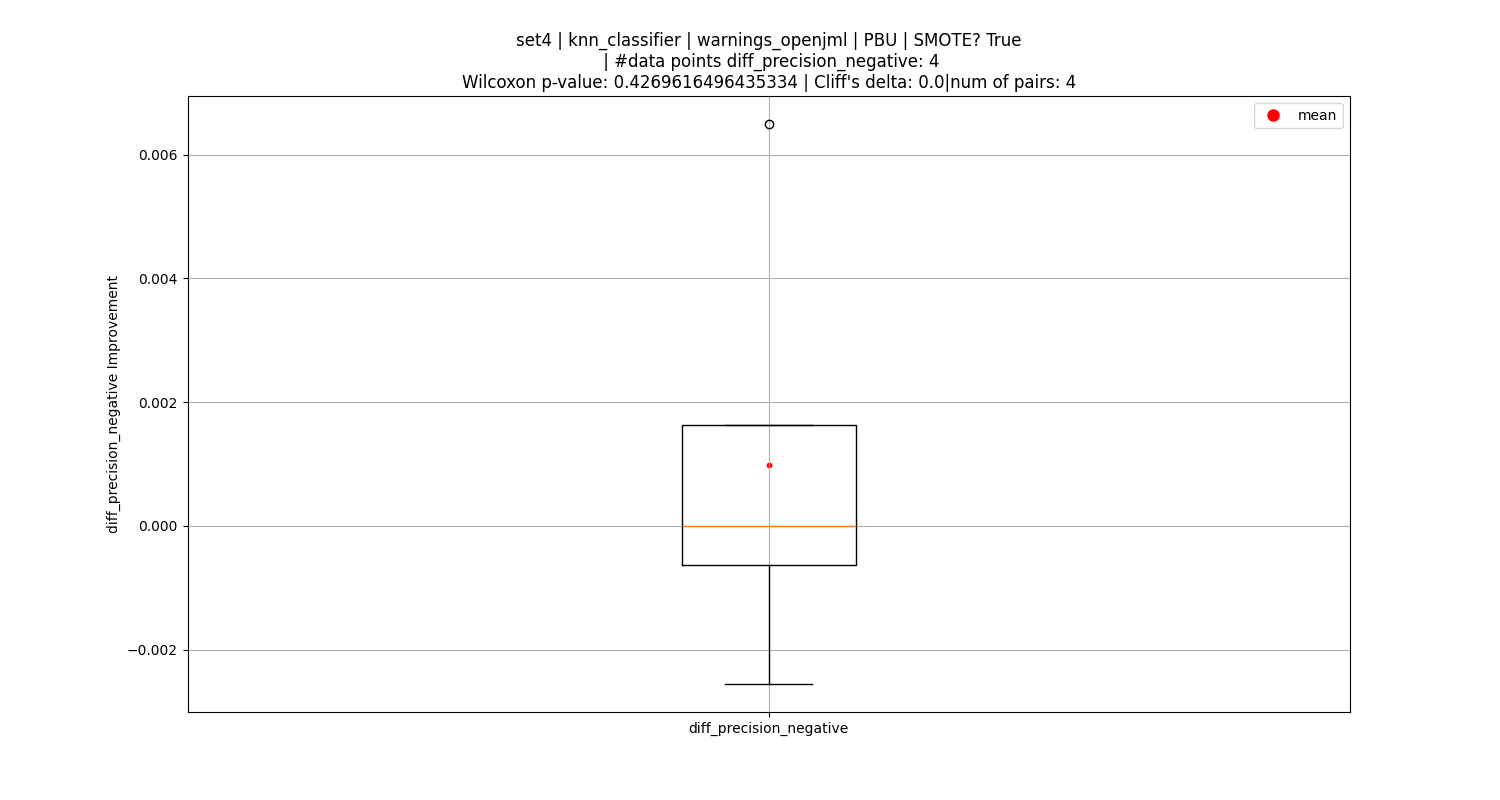 set4 | knn_classifier | warnings_openjml | PBU | SMOTE? True
| #data points diff_precision_negative: 4
Wilcoxon p-value: 0.4269616496435334 | Cliff's delta: 0.0|num of pairs: 4
mean
0.006
0.004
0.002
0.000
−0.002
diff_precision_negative Improvement
diff_precision_negative